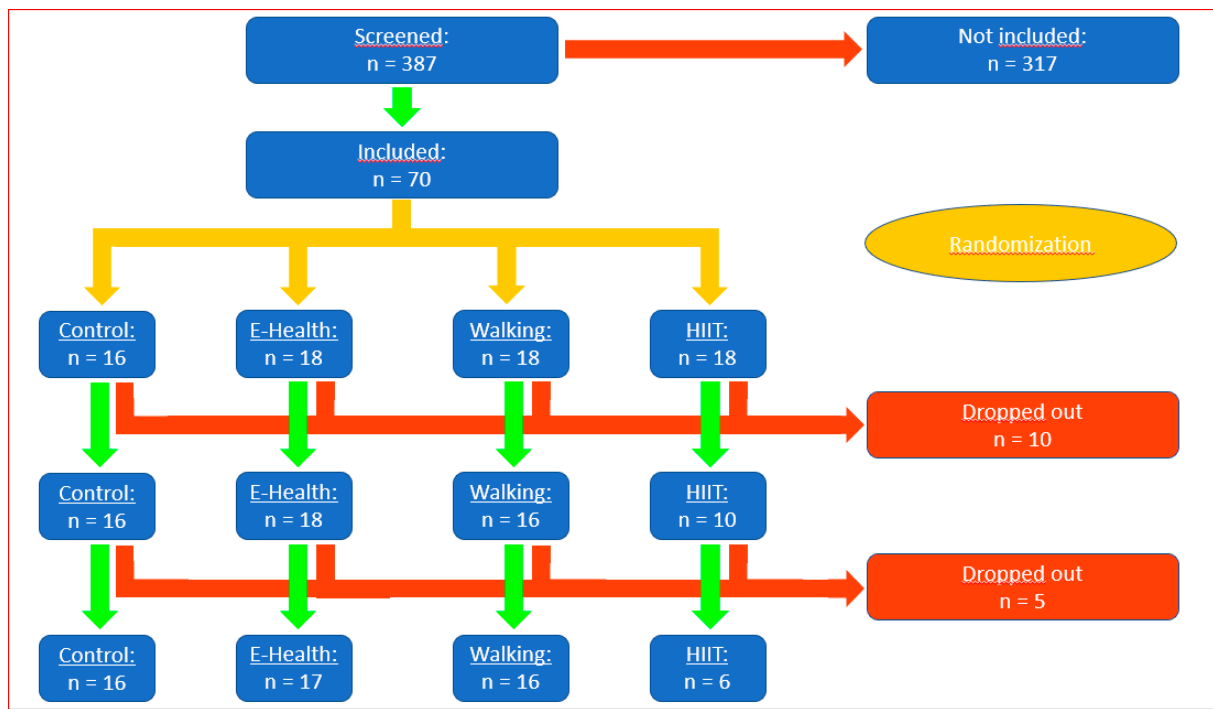 Screened:
n = 387
Not included:
n = 317
Included:
n = 70
Randomization
Control:
n = 16
E-Health:
n = 18
Walking:
n = 18
HIIT:
n = 18
Dropped out
n = 10
Control:
n = 16
E-Health:
n = 18
Walking:
n = 16
HIIT:
n = 10
Dropped out
n = 5
Control:
n = 16
E-Health:
n = 17
Walking:
n = 16
HIIT:
n = 6